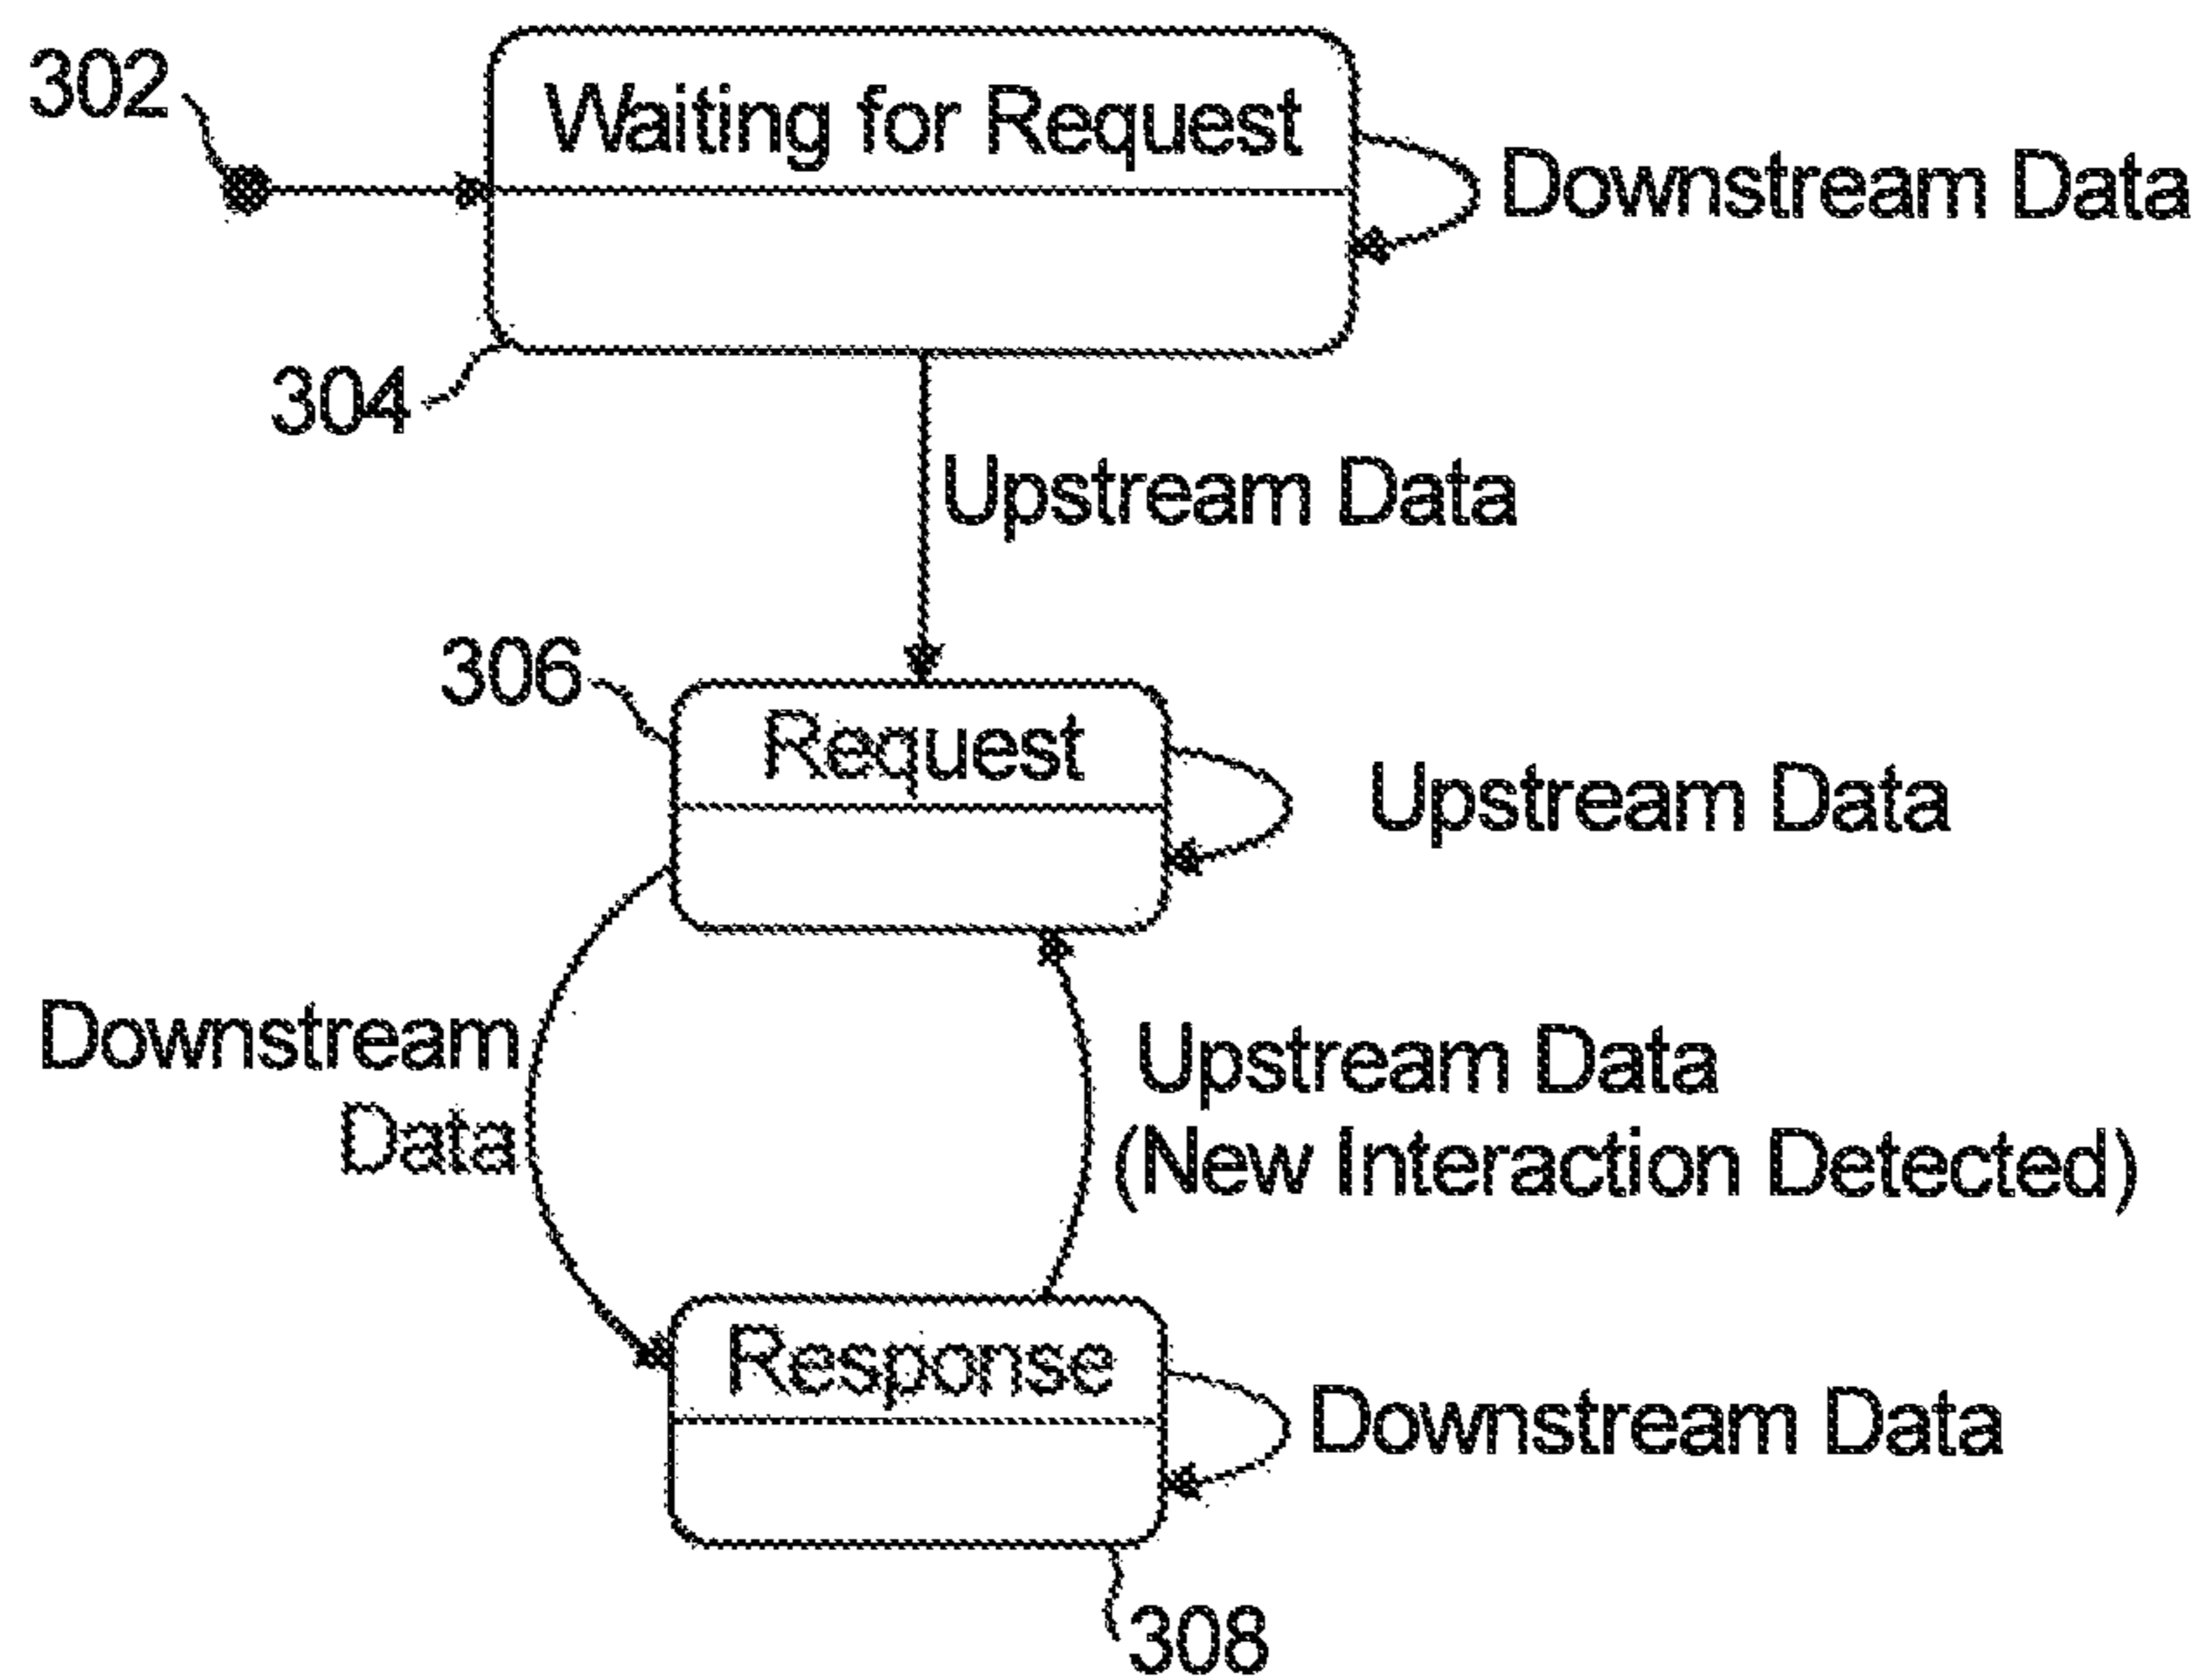 302
Waiting for Request
Downstream Data
304
Upstream Data
306
Request
Upstream Data
Downstream
Data
Upstream Data
(New Interaction Detected)
Response
Downstream Data
308